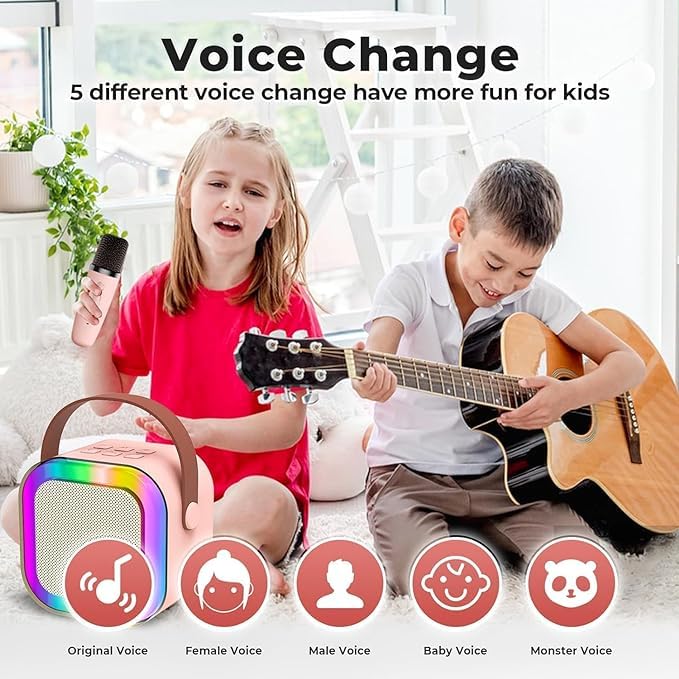 Voice Change
5 different voice change have more fun for kids
Original Voice
Female Voice
Male Voice
Baby Voice
Monster Voice